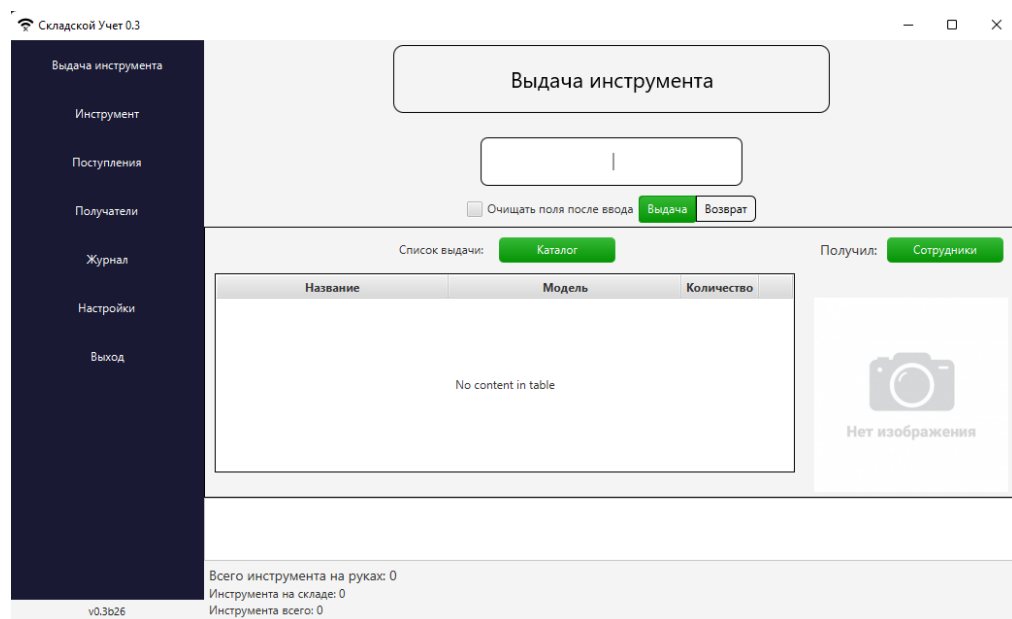 Складской Учет 0.3
Выдача инструмента
Инструмент
Поступления
Получатели
Журнал
Настройки
Выход
v0.3b26
Выдача инструмента
Очищать поля после ввода Выдача Возврат
Список выдачи: Каталог Получил: Сотрудники
Название Модель Количество
No content in table
Нет изображения
Всего инструмента на руках: 0
Инструмента на складе: 0
Инструмента всего: 0